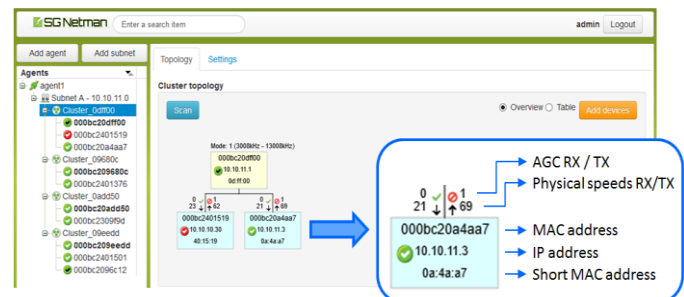 SG Netman
Enter a search item
admin Logout
Add agent Add subnet
Agents
agent1
Subnet A - 10.10.11.0
Cluster_0dff00
000bc20dff00
000bc2401519
000bc20a4aa7
Cluster_09680c
000bc209680c
000bc2401376
Cluster_0add50
000bc20add50
000bc2309f9d
Cluster_09eedd
000bc209eedd
000bc2401501
000bc2096c12
Topology Settings
Cluster topology
Scan
Overview Table Add devices
Mode: 1 (3008kHz - 13008kHz)
000bc20dff00
10.10.11.1
0d:ff:00
0 1
23 62
000bc2401519
10.10.10.30
40:15:19
0 1
21 69
000bc20a4aa7
10.10.11.3
0a:4a:a7
0 1 AGC RX / TX
21 69 Physical speeds RX/TX
000bc20a4aa7 MAC address
10.10.11.3 IP address
0a:4a:a7 Short MAC address